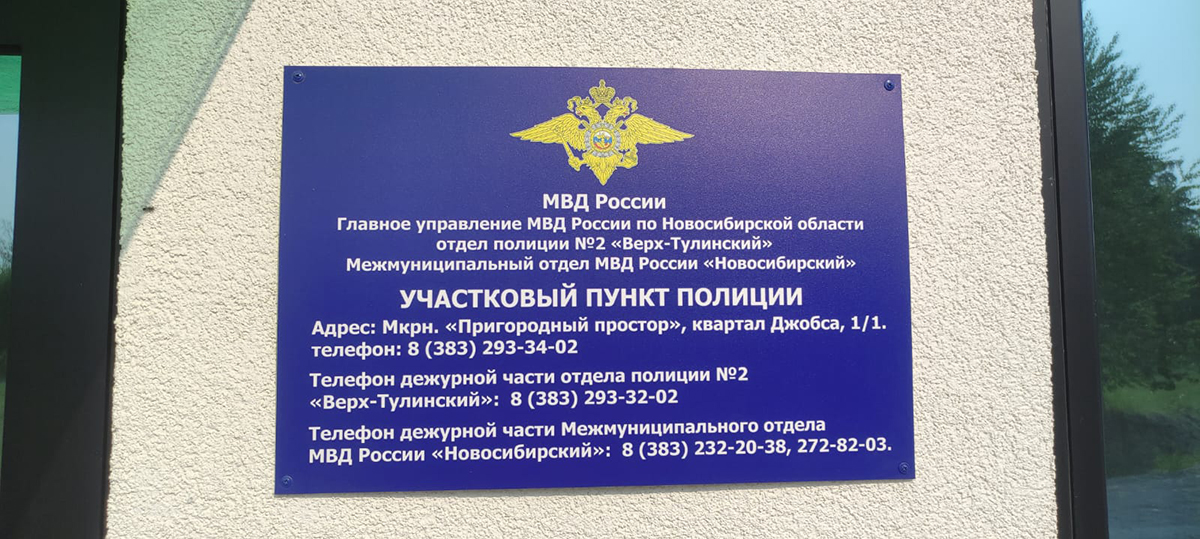 МВД России
Главное управление МВД России по Новосибирской области
отдел полиции №2 «Верх-Тулинский»
Межмуниципальный отдел МВД России «Новосибирский»
УЧАСТКОВЫЙ ПУНКТ ПОЛИЦИИ
Адрес: Мкрн. «Пригородный простор», квартал Джобса, 1/1.
телефон: 8 (383) 293-34-02
Телефон дежурной части отдела полиции №2
«Верх-Тулинский»: 8 (383) 293-32-02
Телефон дежурной части Межмуниципального отдела
МВД России «Новосибирский»: 8 (383) 232-20-38, 272-82-03.